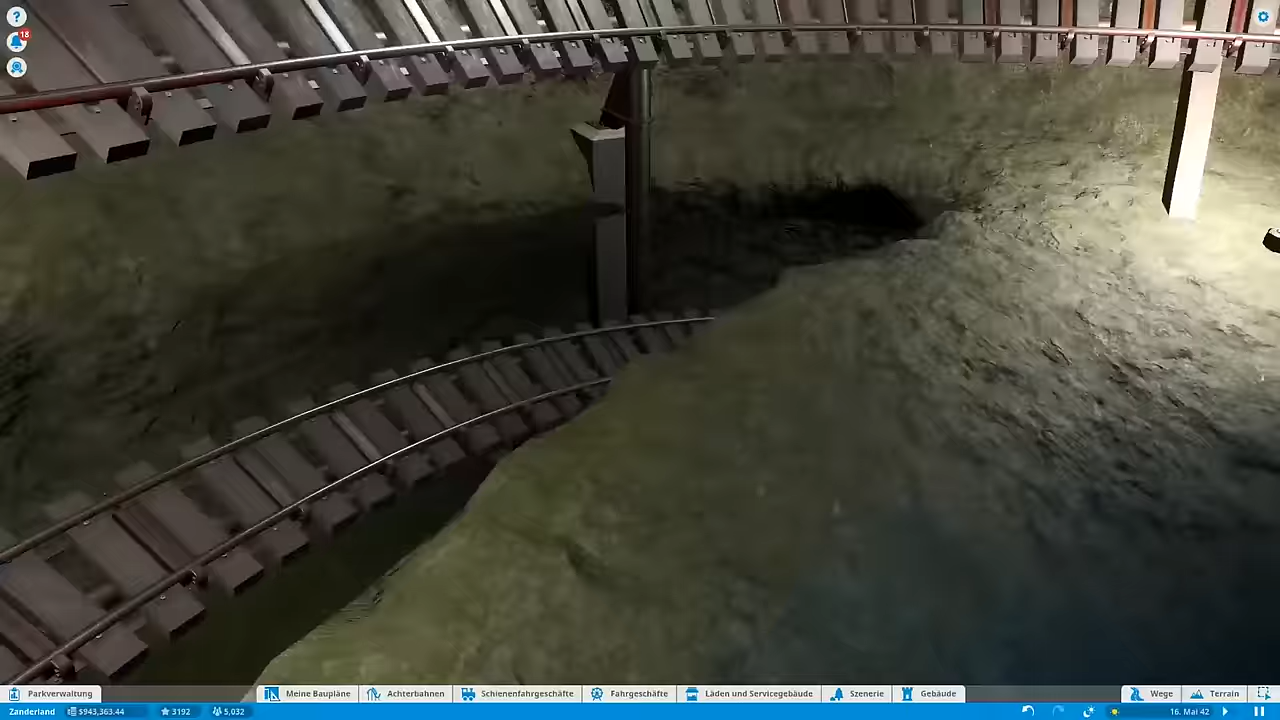 ?
18
Parkverwaltung
Meine Baupläne
Achterbahnen
Schienenfahrgeschäfte
Fahrgeschäfte
Läden und Servicegebäude
Szenerie
Gebäude
Wege
Terrain
Zanderland
$943,363.44
3192
5,032
16. Mai 42